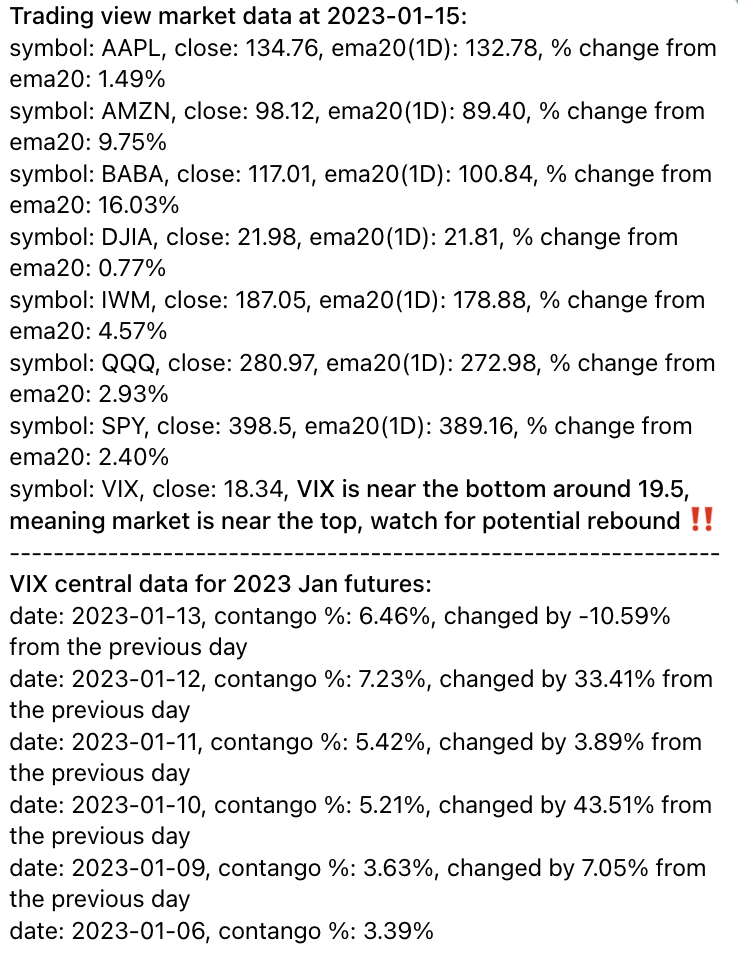 Trading view market data at 2023-01-15:
symbol: AAPL, close: 134.76, ema20(1D): 132.78, % change from
ema20: 1.49%
symbol: AMZN, close: 98.12, ema20(1D): 89.40, % change from
ema20: 9.75%
symbol: BABA, close: 117.01, ema20(1D): 100.84, % change from
ema20: 16.03%
symbol: DJIA, close: 21.98, ema20(1D): 21.81, % change from
ema20: 0.77%
symbol: IWM, close: 187.05, ema20(1D): 178.88, % change from
ema20: 4.57%
symbol: QQQ, close: 280.97, ema20(1D): 272.98, % change from
ema20: 2.93%
symbol: SPY, close: 398.5, ema20(1D): 389.16, % change from
ema20: 2.40%
symbol: VIX, close: 18.34, VIX is near the bottom around 19.5,
meaning market is near the top, watch for potential rebound ‼️
-----------------------------------------------------------------
VIX central data for 2023 Jan futures:
date: 2023-01-13, contango %: 6.46%, changed by -10.59%
from the previous day
date: 2023-01-12, contango %: 7.23%, changed by 33.41% from
the previous day
date: 2023-01-11, contango %: 5.42%, changed by 3.89% from
the previous day
date: 2023-01-10, contango %: 5.21%, changed by 43.51% from
the previous day
date: 2023-01-09, contango %: 3.63%, changed by 7.05% from
the previous day
date: 2023-01-06, contango %: 3.39%